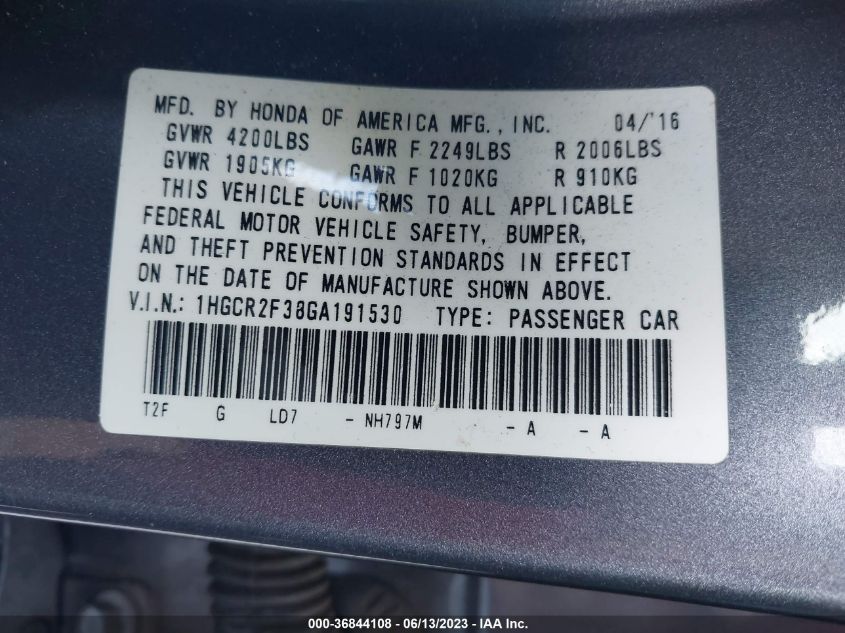 MFD. BY HONDA OF AMERICA MFG., INC. 04/'16
GVWR 4200LBS GAWR F 2249LBS R 2006LBS
GVWR 1905KG GAWR F 1020KG R 910KG
THIS VEHICLE CONFORMS TO ALL APPLICABLE
FEDERAL MOTOR VEHICLE SAFETY, BUMPER,
AND THEFT PREVENTION STANDARDS IN EFFECT
ON THE DATE OF MANUFACTURE SHOWN ABOVE.
V.I.N.: 1HGCR2F38GA191530 TYPE: PASSENGER CAR
T2F G LD7 - NH797M - A - A
000-36844108 - 06/13/2023 - IAA Inc.